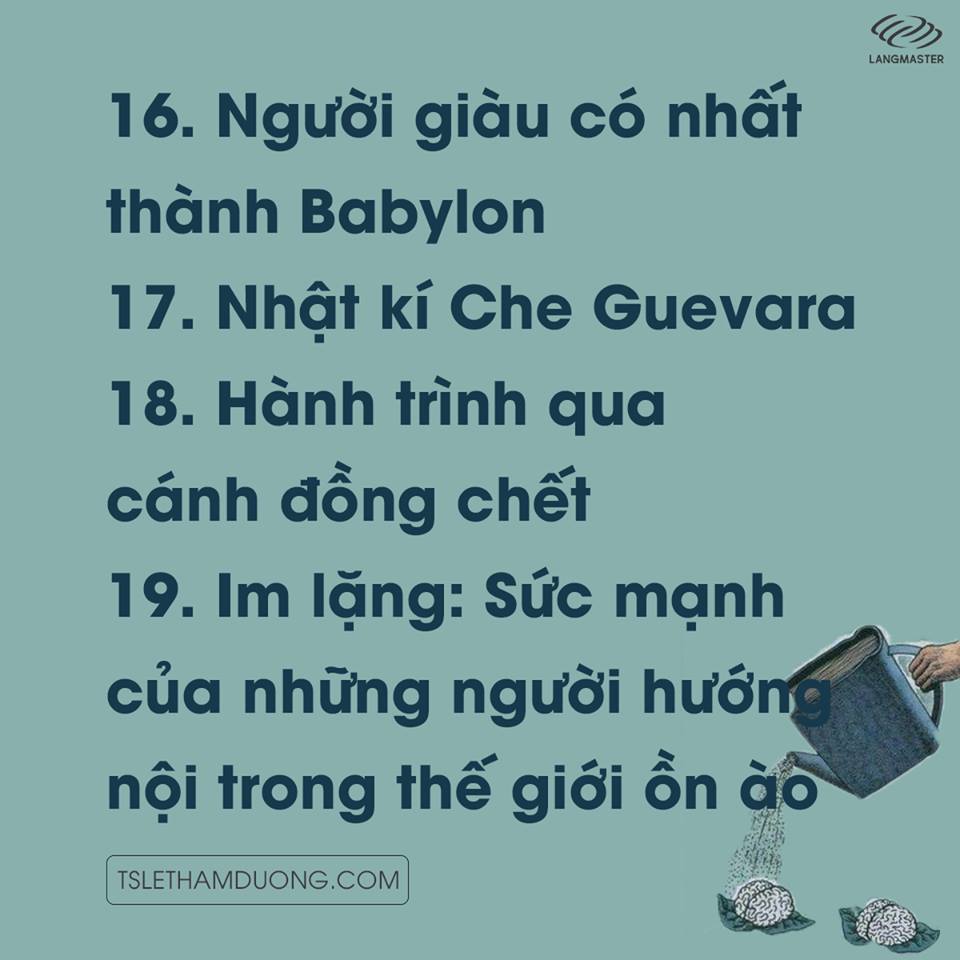 LANGMASTER
16. Người giàu có nhất
thành Babylon
17. Nhật kí Che Guevara
18. Hành trình qua
cánh đồng chết
19. Im lặng: Sức mạnh
của những người hướng
nội trong thế giới ồn ào
TSLETHAMDUONG.COM